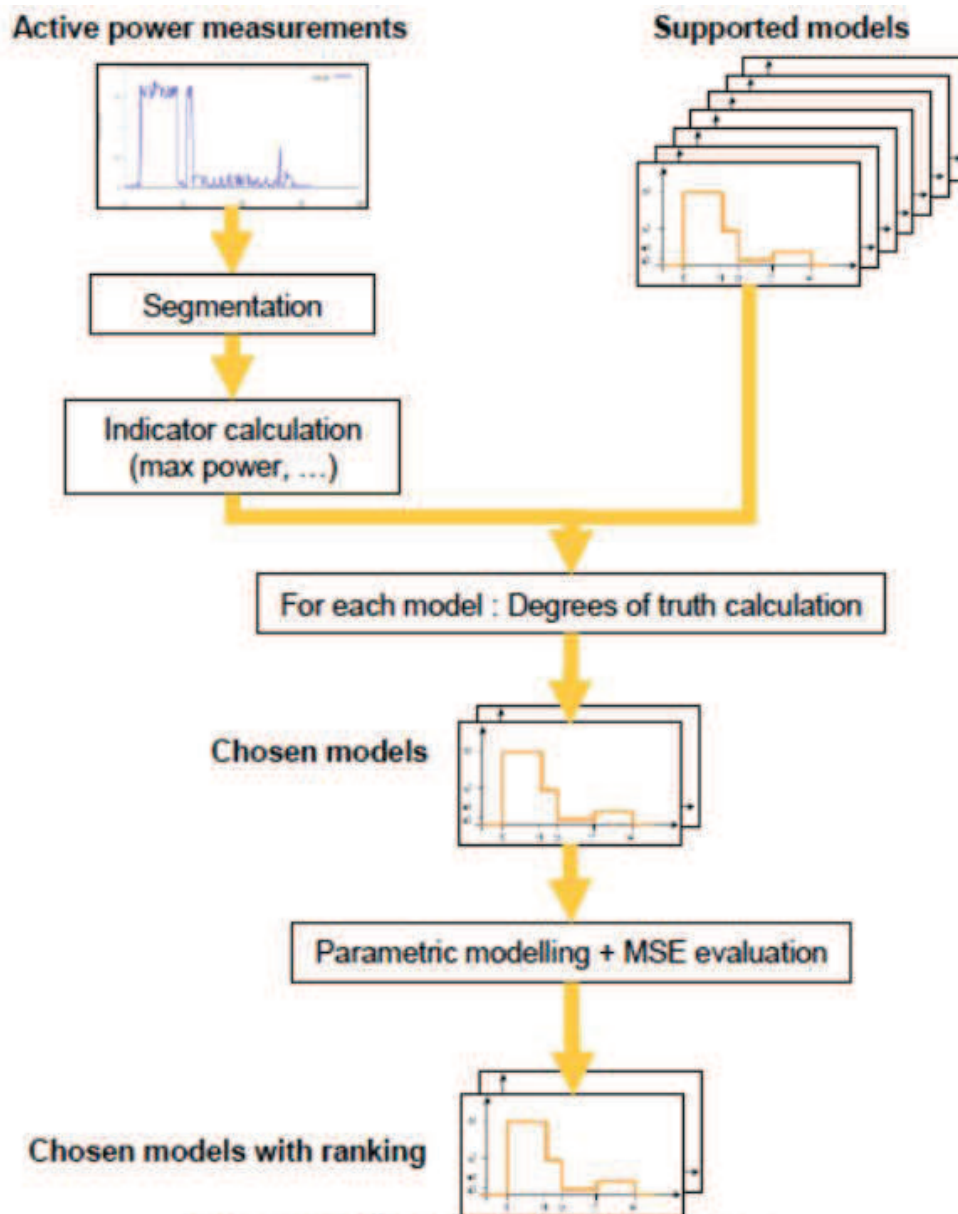 Active power measurements
Supported models
Segmentation
Indicator calculation
(max power, ...)
For each model : Degrees of truth calculation
Chosen models
Parametric modelling + MSE evaluation
Chosen models with ranking